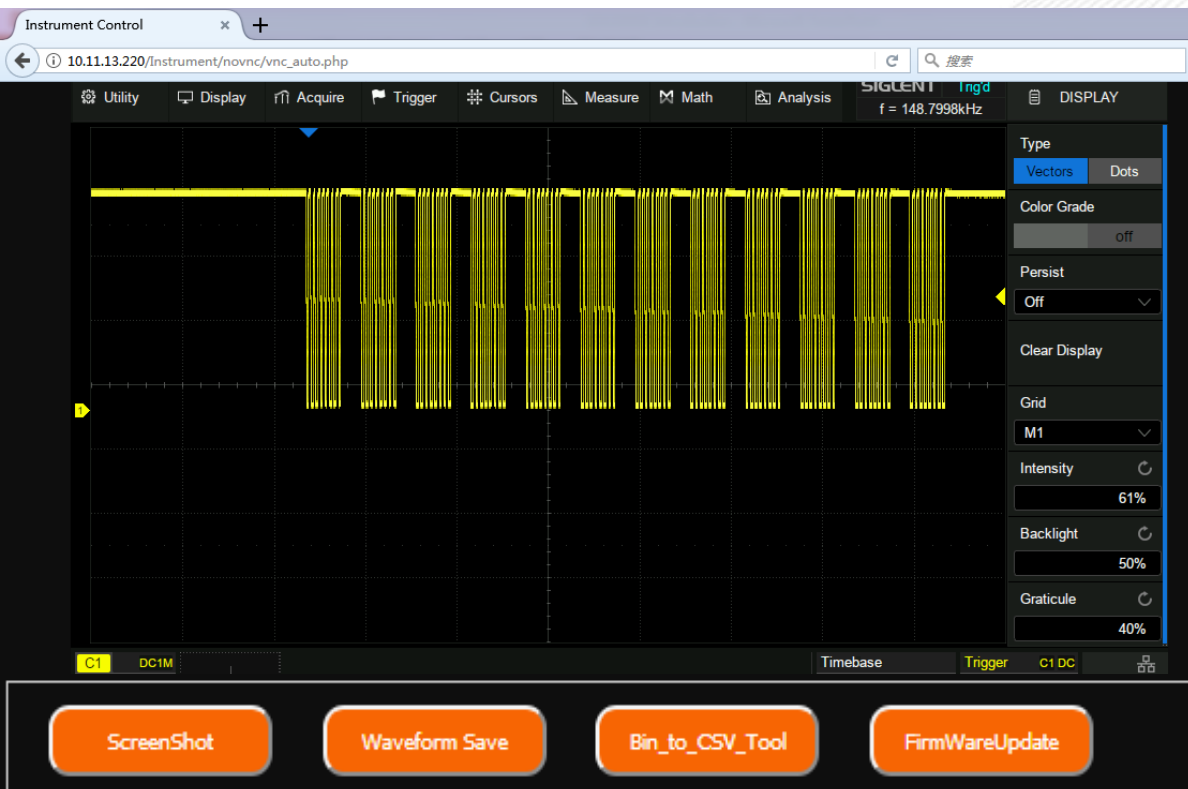 Instrument Control × +
10.11.13.220/Instrument/novnc/vnc_auto.php
搜索
Utility Display Acquire Trigger Cursors Measure Math Analysis
SIGLENT Trig'd
f = 148.7998kHz
DISPLAY
Type
Vectors Dots
Color Grade
off
Persist
Off
Clear Display
Grid
M1
Intensity
61%
Backlight
50%
Graticule
40%
1
C1 DC1M
Timebase
Trigger C1 DC
ScreenShot Waveform Save Bin_to_CSV_Tool FirmWareUpdate